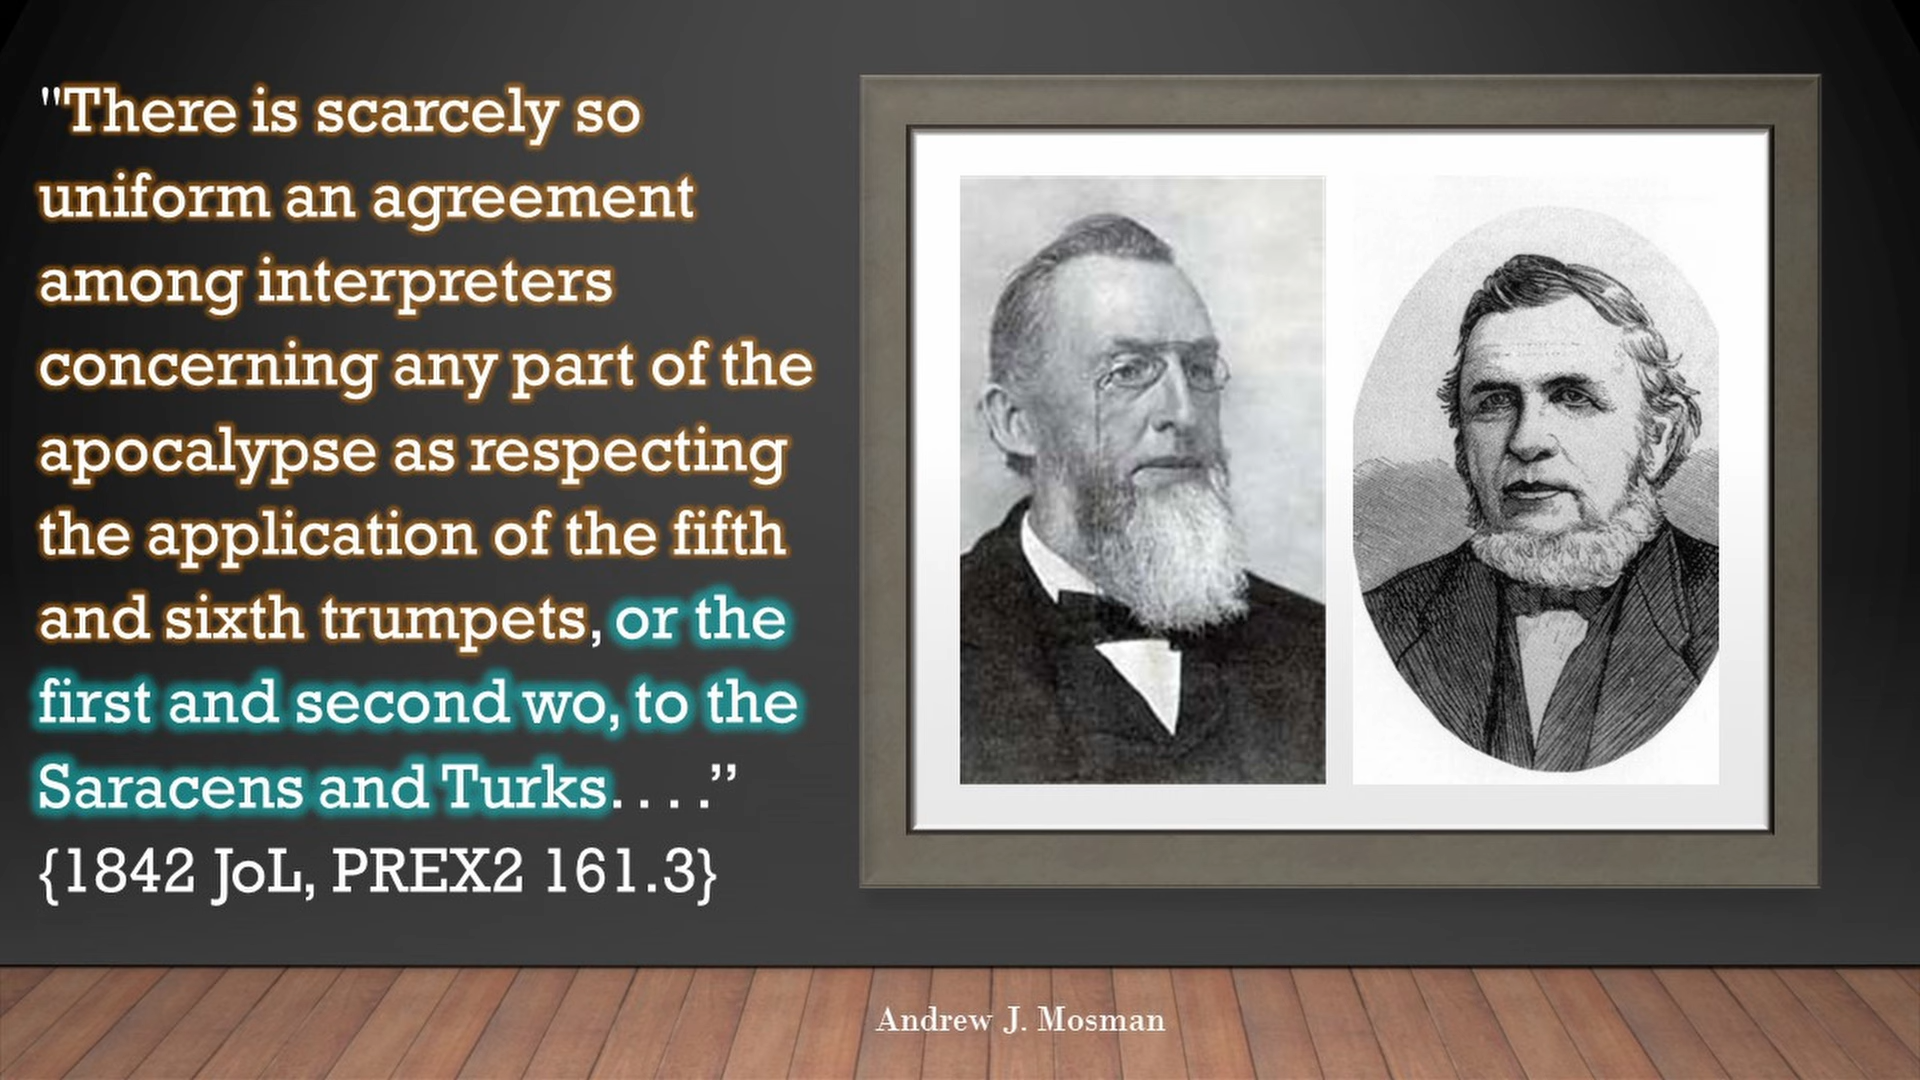 "There is scarcely so
uniform an agreement
among interpreters
concerning any part of the
apocalypse as respecting
the application of the fifth
and sixth trumpets, or the
first and second wo, to the
Saracens and Turks. . . .”
{1842 JoL, PREX2 161.3}
Andrew J. Mosman